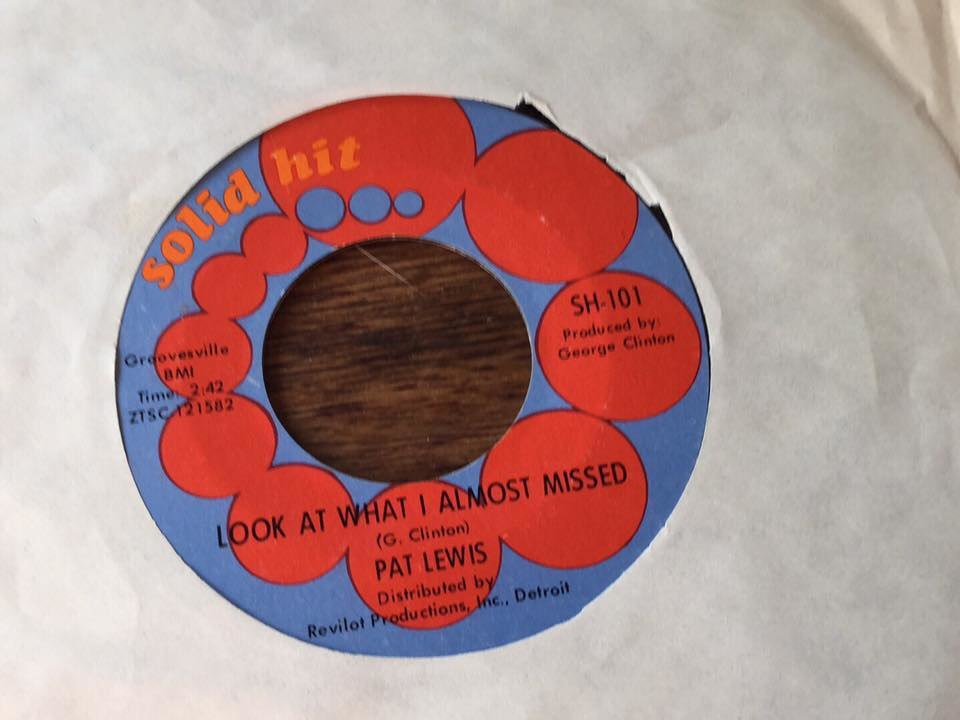 solid hit
SH-101
Produced by:
George Clinton
Groovesville
BMI
Time: 2:42
ZTSC 121582
LOOK AT WHAT I ALMOST MISSED
(G. Clinton)
PAT LEWIS
Distributed by
Revilot Productions, Inc., Detroit